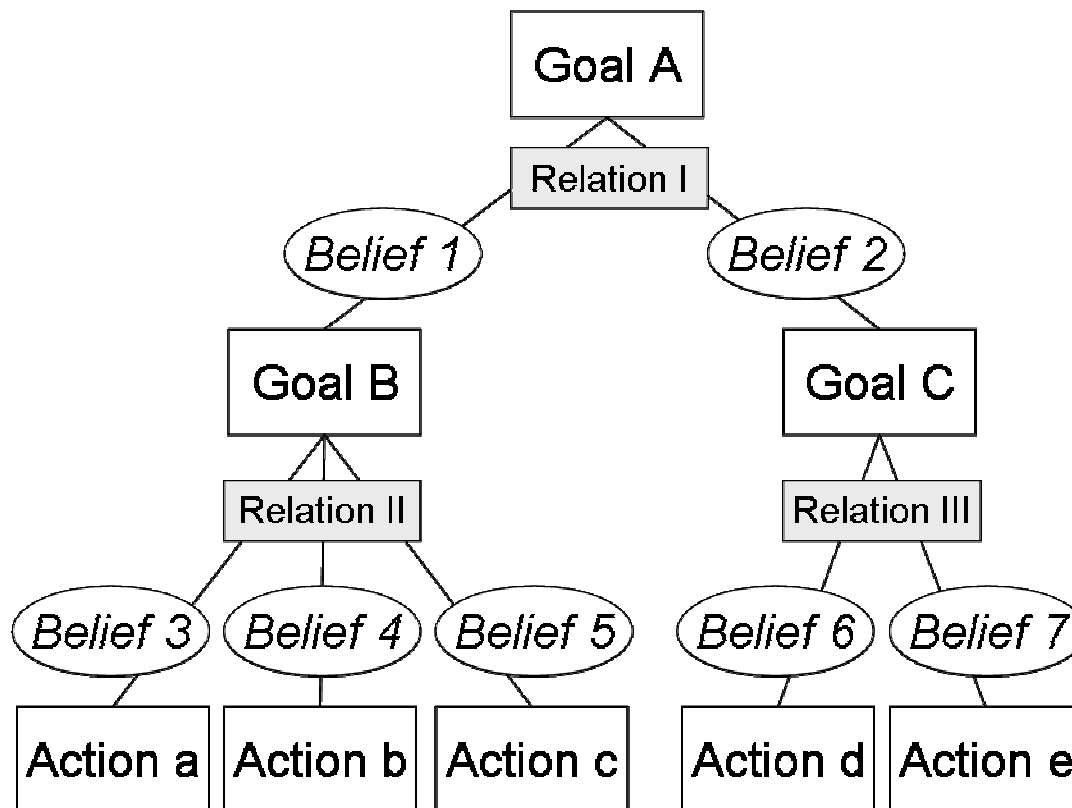 Goal A
Relation I
Belief 1
Belief 2
Goal B
Goal C
Relation II
Relation III
Belief 3
Belief 4
Belief 5
Belief 6
Belief 7
Action a
Action b
Action c
Action d
Action e